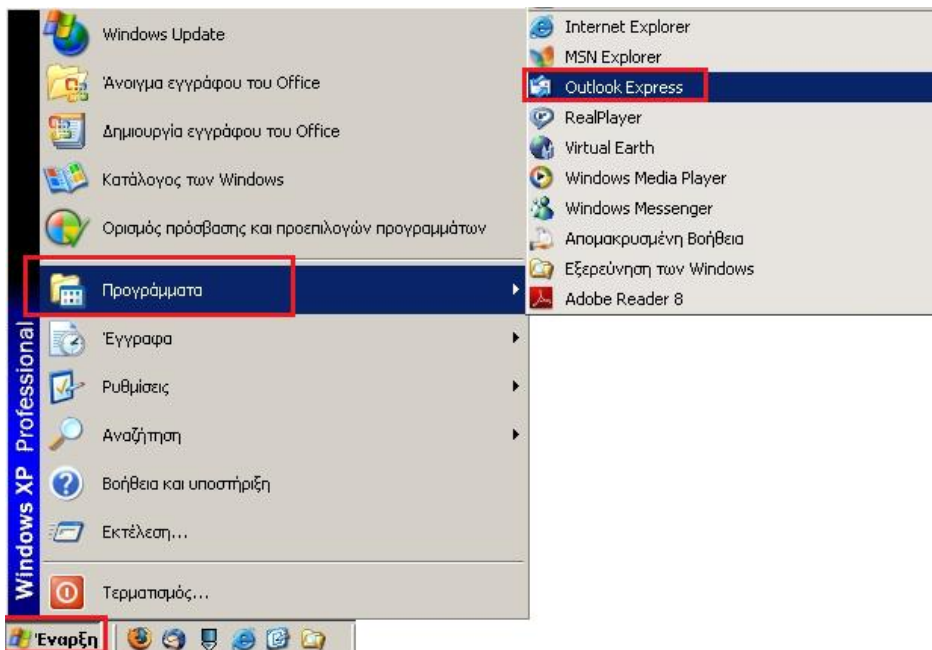 Windows Update
Άνοιγμα εγγράφου του Office
Δημιουργία εγγράφου του Office
Κατάλογος των Windows
Ορισμός πρόσβασης και προεπιλογών προγραμμάτων
Προγράμματα
Έγγραφα
Ρυθμίσεις
Αναζήτηση
Βοήθεια και υποστήριξη
Εκτέλεση...
Τερματισμός...
Windows XP Professional
Έναρξη
Internet Explorer
MSN Explorer
Outlook Express
RealPlayer
Virtual Earth
Windows Media Player
Windows Messenger
Απομακρυσμένη Βοήθεια
Εξερεύνηση των Windows
Adobe Reader 8